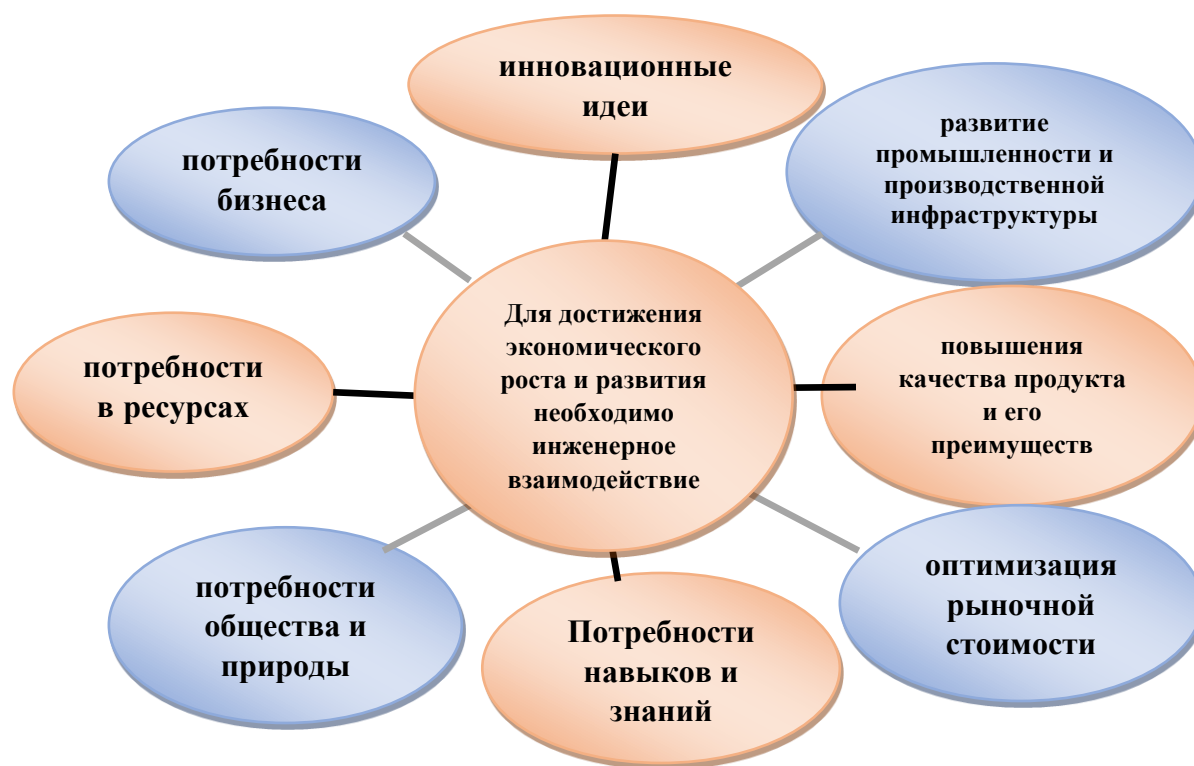 инновационные
идеи
развитие
промышленности и
производственной
инфраструктуры
потребности
бизнеса
Для достижения
экономического
роста и развития
необходимо
инженерное
взаимодействие
потребности
в ресурсах
повышения
качества продукта
и его
преимуществ
потребности
общества и
природы
Потребности
навыков и
знаний
оптимизация
рыночной
стоимости